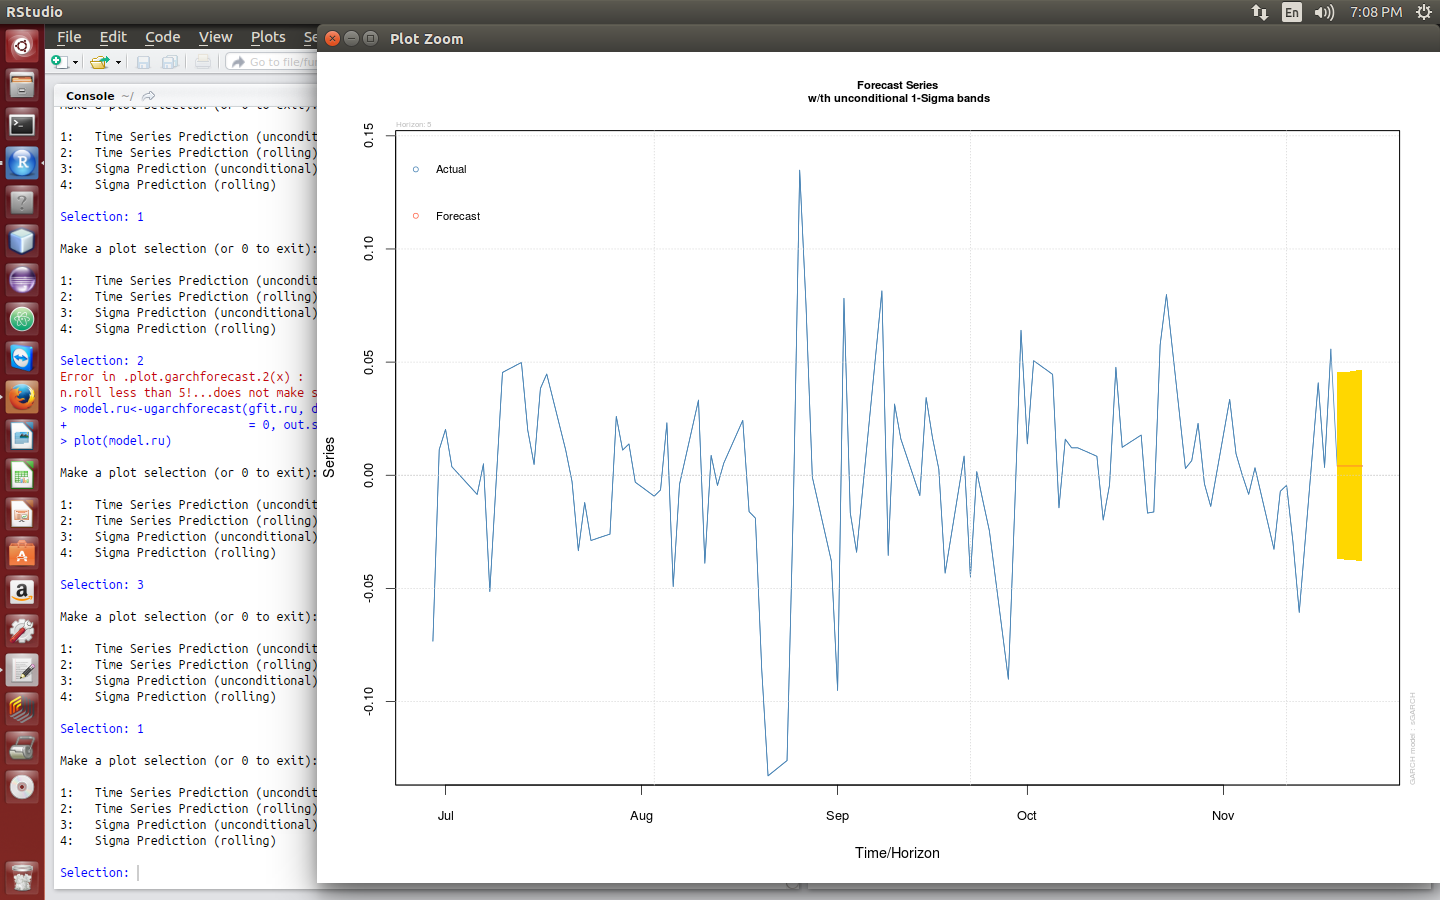 RStudio
En
7:08 PM
File Edit Code View Plots Se
Go to file/fu
Console ~/
Make a plot selection (or 0 to exit):
1: Time Series Prediction (uncondit
2: Time Series Prediction (rolling)
3: Sigma Prediction (unconditional)
4: Sigma Prediction (rolling)
Selection: 1
Make a plot selection (or 0 to exit):
1: Time Series Prediction (uncondit
2: Time Series Prediction (rolling)
3: Sigma Prediction (unconditional)
4: Sigma Prediction (rolling)
Selection: 2
Error in .plot.garchforecast.2(x) :
n.roll less than 5!...does not make s
> model.ru<-ugarchforecast(gfit.ru, d
+ = 0, out.s
> plot(model.ru)
Make a plot selection (or 0 to exit):
1: Time Series Prediction (uncondit
2: Time Series Prediction (rolling)
3: Sigma Prediction (unconditional)
4: Sigma Prediction (rolling)
Selection: 3
Make a plot selection (or 0 to exit):
1: Time Series Prediction (uncondit
2: Time Series Prediction (rolling)
3: Sigma Prediction (unconditional)
4: Sigma Prediction (rolling)
Selection: 1
Make a plot selection (or 0 to exit):
1: Time Series Prediction (uncondit
2: Time Series Prediction (rolling)
3: Sigma Prediction (unconditional)
4: Sigma Prediction (rolling)
Selection:
Plot Zoom
Forecast Series
w/th unconditional 1-Sigma bands
Horizon: 5
Actual
Forecast
0.15
0.10
0.05
0.00
-0.05
-0.10
Series
Jul Aug Sep Oct Nov
Time/Horizon
GARCH model : sGARCH